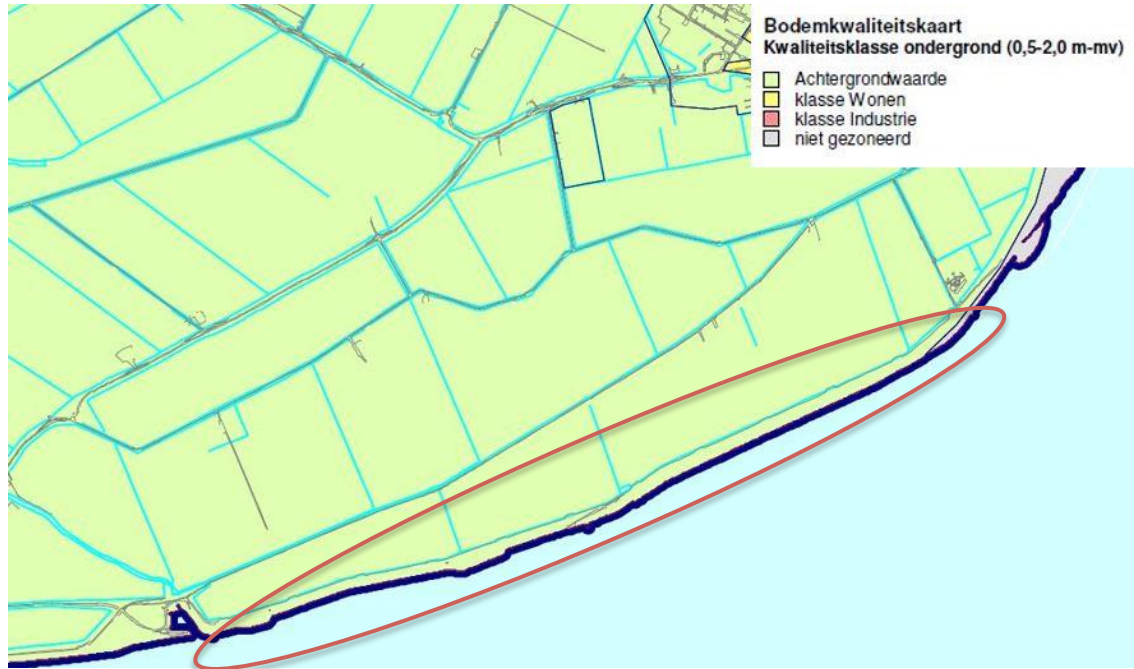 Bodemkwaliteitskaart
Kwaliteitsklasse ondergrond (0,5-2,0 m-mv)
Achtergrondwaarde
klasse Wonen
klasse Industrie
niet gezoneerd